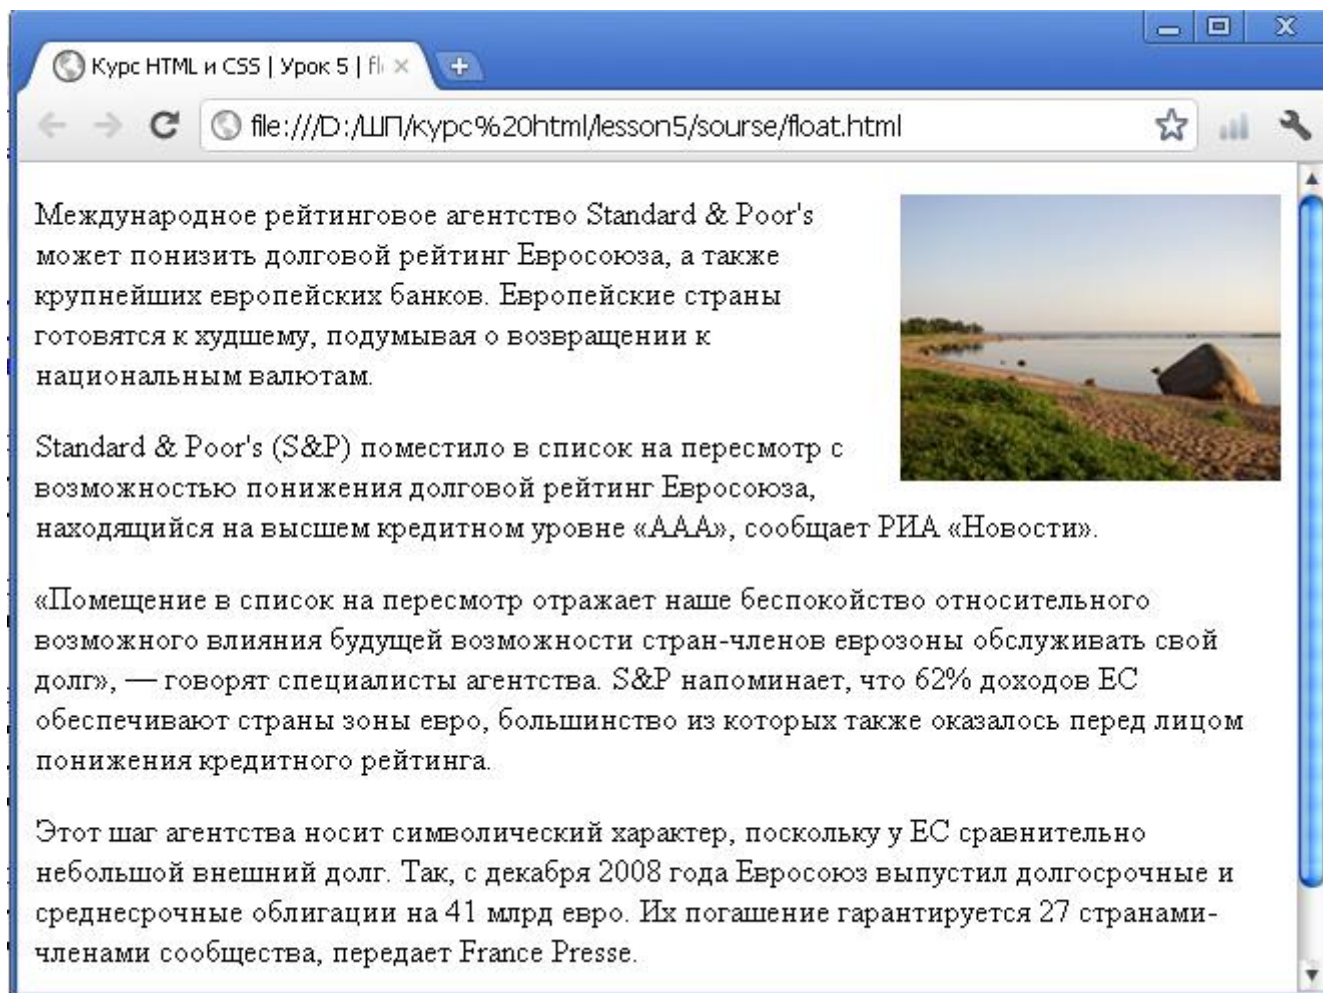 Курс HTML и CSS | Урок 5 | fl
file:///D:/ШП/курс%20html/lesson5/sourse/float.html
Международное рейтинговое агентство Standard & Poor's
может понизить долговой рейтинг Евросоюза, а также
крупнейших европейских банков. Европейские страны
готовятся к худшему, подумывая о возвращении к
национальным валютам.
Standard & Poor's (S&P) поместило в список на пересмотр с
возможностью понижения долговой рейтинг Евросоюза,
находящийся на высшем кредитном уровне «AAA», сообщает РИА «Новости».
«Помещение в список на пересмотр отражает наше беспокойство относительного
возможного влияния будущей возможности стран-членов еврозоны обслуживать свой
долг», — говорят специалисты агентства. S&P напоминает, что 62% доходов ЕС
обеспечивают страны зоны евро, большинство из которых также оказалось перед лицом
понижения кредитного рейтинга.
Этот шаг агентства носит символический характер, поскольку у ЕС сравнительно
небольшой внешний долг. Так, с декабря 2008 года Евросоюз выпустил долгосрочные и
среднесрочные облигации на 41 млрд евро. Их погашение гарантируется 27 странами-
членами сообщества, передает France Presse.